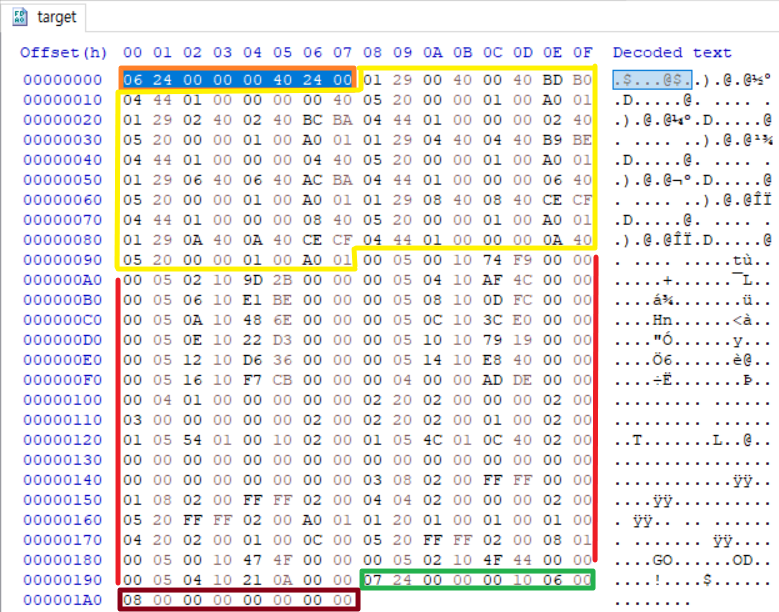 target
Offset(h) 00 01 02 03 04 05 06 07 08 09 0A 0B 0C 0D 0E 0F Decoded text
00000000 06 24 00 00 00 40 24 00 01 29 00 40 00 40 BD B0 .$...@$..).@.@½°
00000010 04 44 01 00 00 00 00 40 05 20 00 00 01 00 A0 01 .D.....@. .... .
00000020 01 29 02 40 02 40 BC BA 04 44 01 00 00 00 02 40 .).@.@¼º.D.....@
00000030 05 20 00 00 01 00 A0 01 01 29 04 40 04 40 B9 BE . .... ..).@.@¹¾
00000040 04 44 01 00 00 00 04 40 05 20 00 00 01 00 A0 01 .D.....@. .... .
00000050 01 29 06 40 06 40 AC BA 04 44 01 00 00 00 06 40 .).@.@¬º.D.....@
00000060 05 20 00 00 01 00 A0 01 01 29 08 40 08 40 CE CF . .... ..).@.@ÎÏ
00000070 04 44 01 00 00 00 08 40 05 20 00 00 01 00 A0 01 .D.....@. .... .
00000080 01 29 0A 40 0A 40 CE CF 04 44 01 00 00 00 0A 40 .).@.@ÎÏ.D.....@
00000090 05 20 00 00 01 00 A0 01 00 05 00 10 74 F9 00 00 . .... .....tù..
000000A0 00 05 02 10 9D 2B 00 00 00 05 04 10 AF 4C 00 00 .....+......¯L..
000000B0 00 05 06 10 E1 BE 00 00 00 05 08 10 0D FC 00 00 ....á¾.......ü..
000000C0 00 05 0A 10 48 6E 00 00 00 05 0C 10 3C E0 00 00 ....Hn......<à..
000000D0 00 05 0E 10 22 D3 00 00 00 05 10 10 79 19 00 00 ...."Ó......y...
000000E0 00 05 12 10 D6 36 00 00 00 05 14 10 E8 40 00 00 ....Ö6......è@..
000000F0 00 05 16 10 F7 CB 00 00 00 04 00 00 AD DE 00 00 ....÷Ë.......Þ..
00000100 00 04 01 00 00 00 00 00 02 20 02 00 00 00 02 00 ......... ......
00000110 03 00 00 00 00 00 02 00 02 20 02 00 01 00 02 00 ......... ......
00000120 01 05 54 01 00 10 02 00 01 05 4C 01 0C 40 02 00 ..T.......L..@..
00000130 00 00 00 00 00 00 00 00 00 00 00 00 00 00 00 00 ................
00000140 00 00 00 00 00 00 00 00 03 08 02 00 FF FF 00 00 ............ÿÿ..
00000150 01 08 02 00 FF FF 02 00 04 04 02 00 00 00 02 00 ....ÿÿ..........
00000160 05 20 FF FF 02 00 A0 01 01 20 01 00 01 00 01 00 . ÿÿ.. .. ......
00000170 04 20 02 00 01 00 0C 00 05 20 FF FF 02 00 08 01 . ....... ÿÿ....
00000180 00 05 00 10 47 4F 00 00 00 05 02 10 4F 44 00 00 ....GO......OD..
00000190 00 05 04 10 21 0A 00 00 07 24 00 00 00 10 06 00 ....!....$......
000001A0 08 00 00 00 00 00 00 00 ........